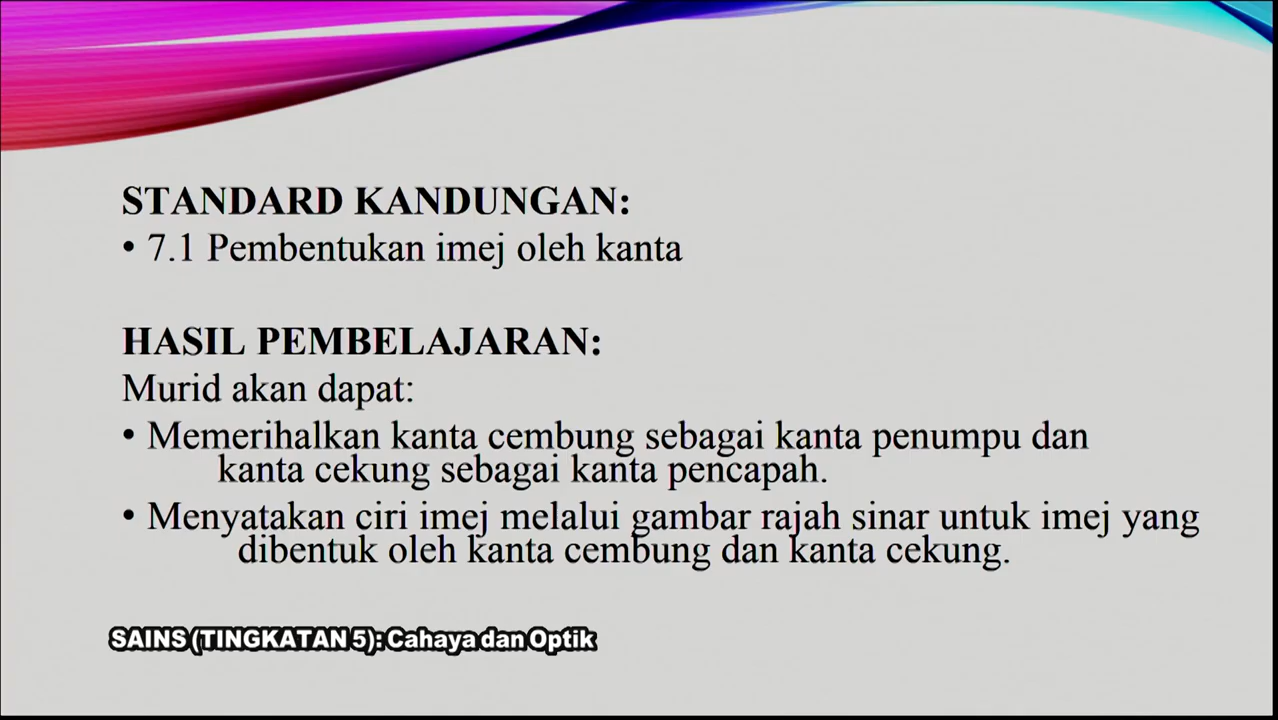 STANDARD KANDUNGAN:
• 7.1 Pembentukan imej oleh kanta
HASIL PEMBELAJARAN:
Murid akan dapat:
• Memerihalkan kanta cembung sebagai kanta penumpu dan
kanta cekung sebagai kanta pencapah.
• Menyatakan ciri imej melalui gambar rajah sinar untuk imej yang
dibentuk oleh kanta cembung dan kanta cekung.
SAINS (TINGKATAN 5): Cahaya dan Optik